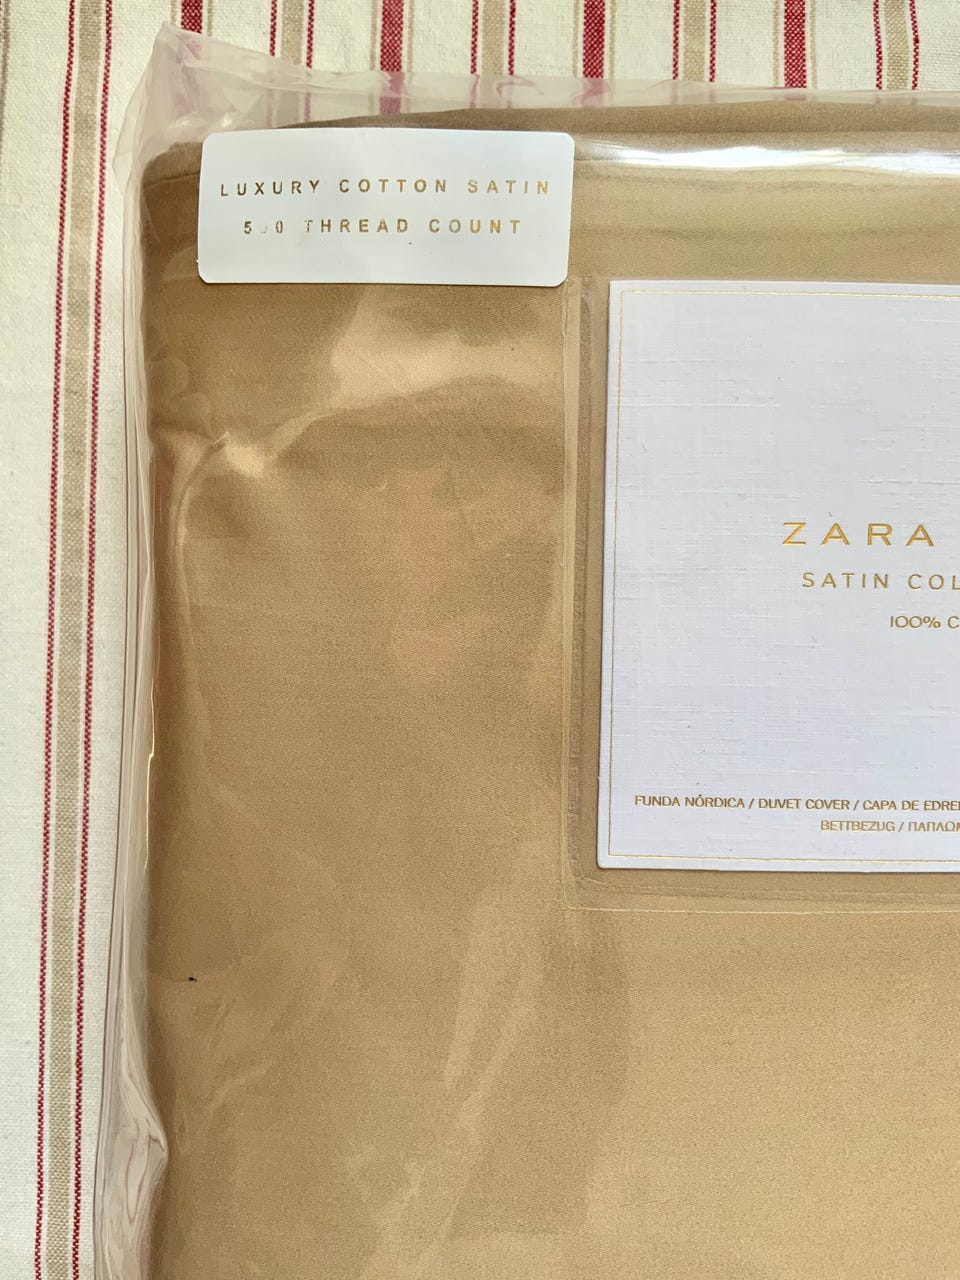 LUXURY COTTON SATIN
THREAD COUNT
ZARA
SATIN
100%
FUNDA NÓRDICA / DUVET COVER / CAPA DE
BETTBEZUG /